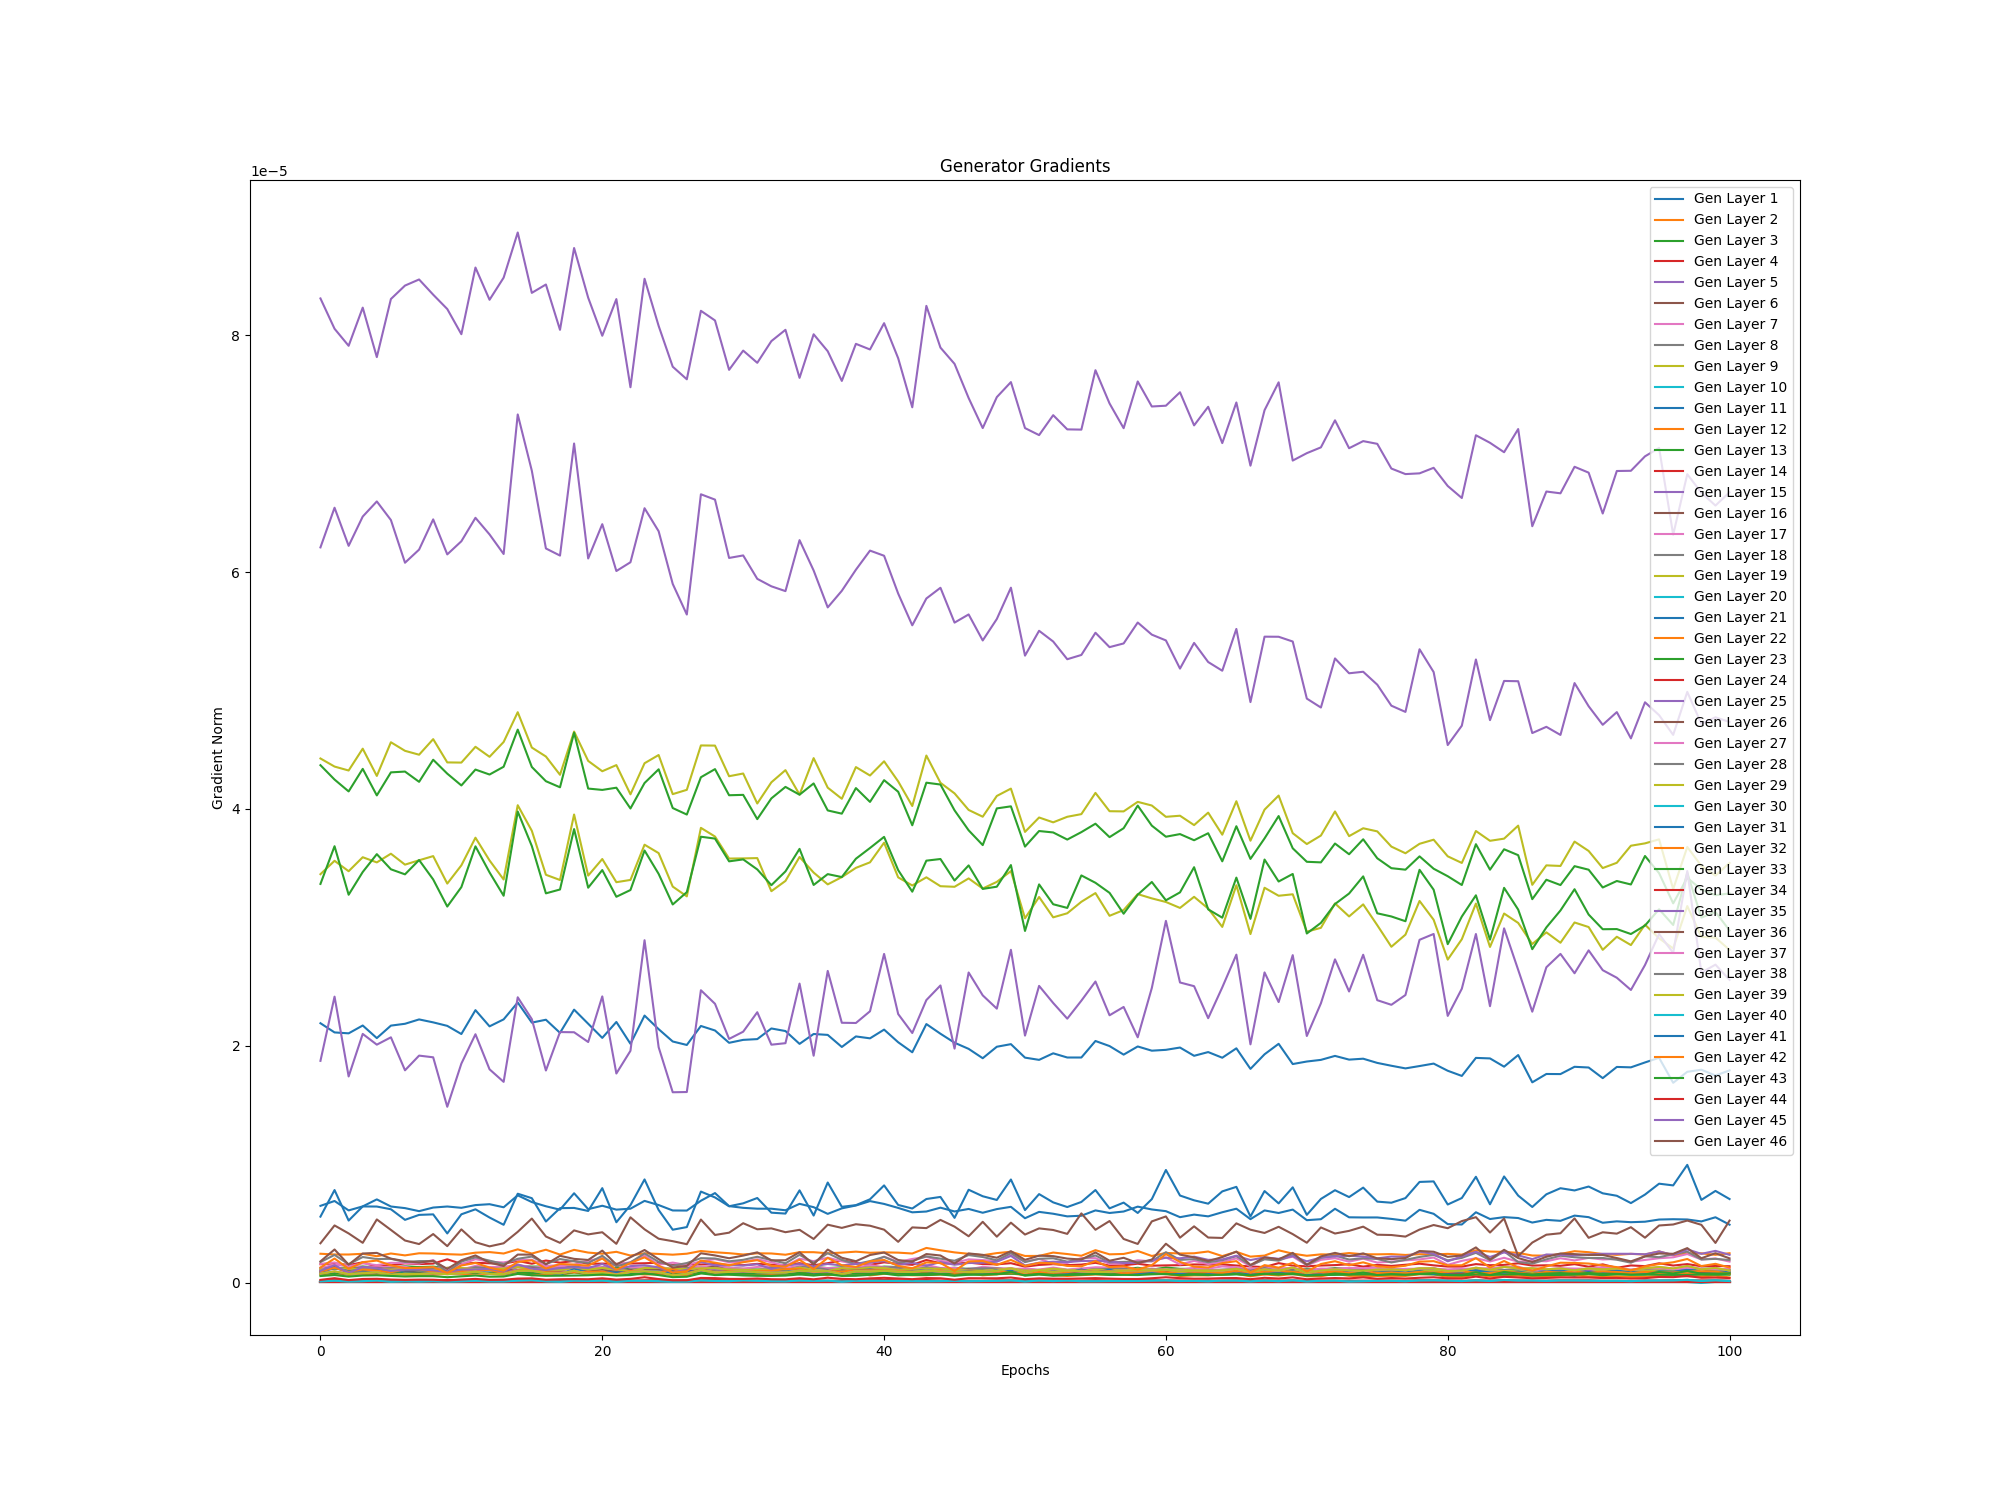 Generator Gradients
1e−5
8
6
4
2
0
Gradient Norm
0 20 40 60 80 100
Epochs
Gen Layer 1
Gen Layer 2
Gen Layer 3
Gen Layer 4
Gen Layer 5
Gen Layer 6
Gen Layer 7
Gen Layer 8
Gen Layer 9
Gen Layer 10
Gen Layer 11
Gen Layer 12
Gen Layer 13
Gen Layer 14
Gen Layer 15
Gen Layer 16
Gen Layer 17
Gen Layer 18
Gen Layer 19
Gen Layer 20
Gen Layer 21
Gen Layer 22
Gen Layer 23
Gen Layer 24
Gen Layer 25
Gen Layer 26
Gen Layer 27
Gen Layer 28
Gen Layer 29
Gen Layer 30
Gen Layer 31
Gen Layer 32
Gen Layer 33
Gen Layer 34
Gen Layer 35
Gen Layer 36
Gen Layer 37
Gen Layer 38
Gen Layer 39
Gen Layer 40
Gen Layer 41
Gen Layer 42
Gen Layer 43
Gen Layer 44
Gen Layer 45
Gen Layer 46